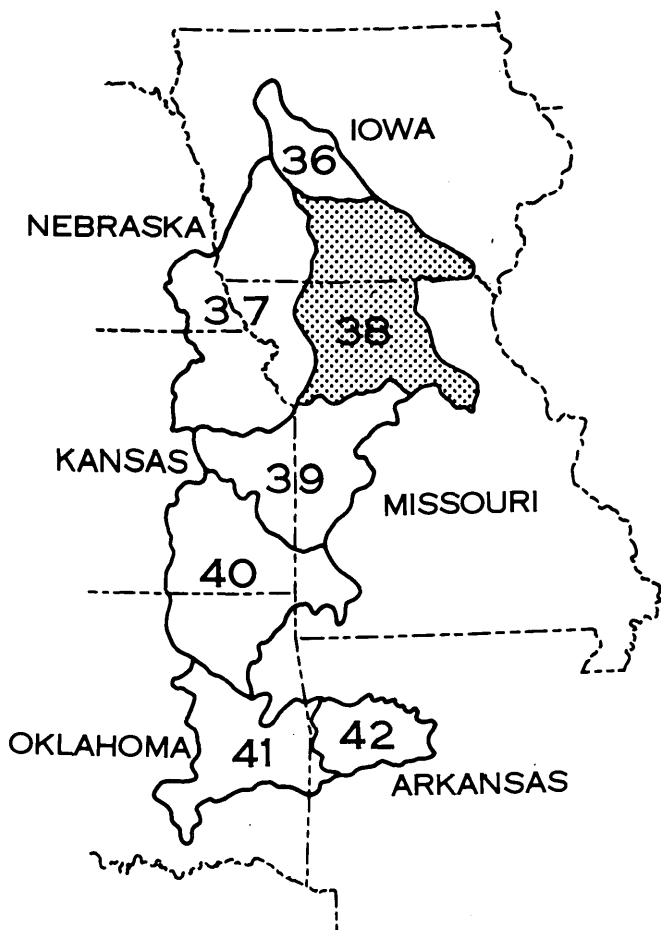 IOWA
36
NEBRASKA
37
38
KANSAS
39
MISSOURI
40
OKLAHOMA
41
42
ARKANSAS